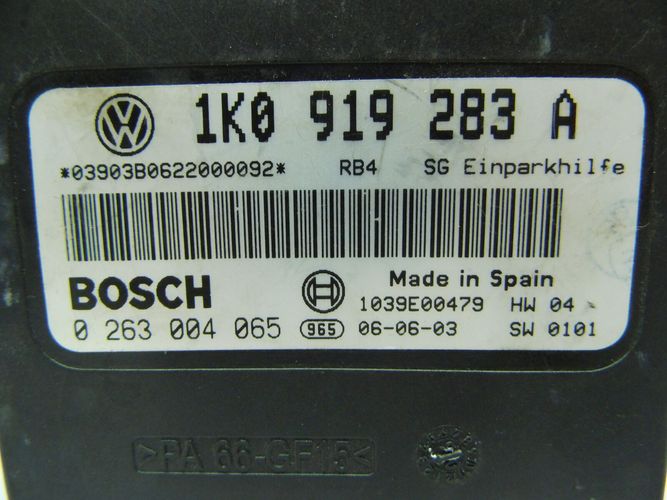 1K0 919 283 A
*03903B0622000092* RB4 SG Einparkhilfe
BOSCH
Made in Spain
1039E00479 HW 04
0 263 004 065 965 06-06-03 SW 0101
>PA 66-GF15<